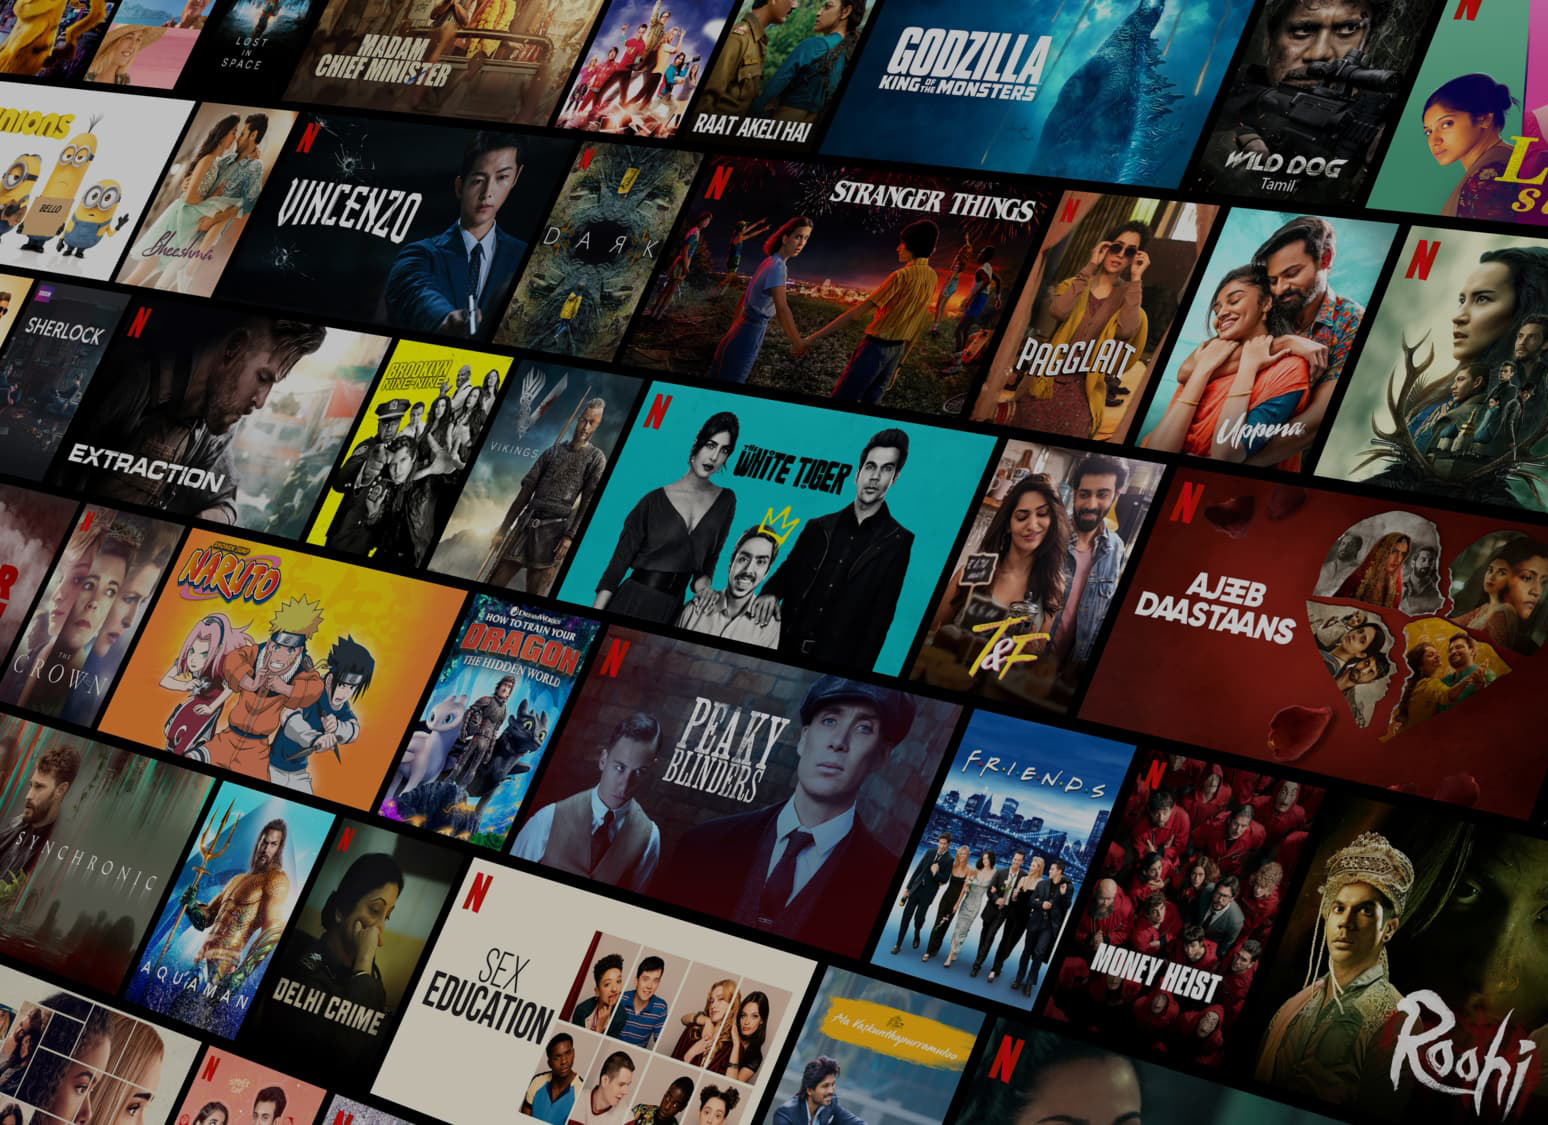 LOST
IN
SPACE
MADAM
CHIEF MINISTER
RAAT AKELI HAI
GODZILLA
KING OF THE MONSTERS
WILD DOG
Tamil
BELLO
Bheeshma
N
VINCENZO
DARK
N
STRANGER THINGS
N
PAGGLAIT
Uppena
N
SHERLOCK
N
EXTRACTION
BROOKLYN
NINE-NINE
VIKINGS
N
THE
WHITE TIGER
T&F
N
AJEEB
DAASTAANS
N
THE
CROWN
NARUTO
DREAMWORKS
HOW TO TRAIN YOUR
DRAGON
THE HIDDEN WORLD
N
PEAKY
BLINDERS
F·R·I·E·N·D·S
N
MONEY HEIST
Roohi
SYNCHRONIC
AQUAMAN
N
DELHI CRIME
N
SEX
EDUCATION
Ala Vaikunthapurramuloo
N
N
N